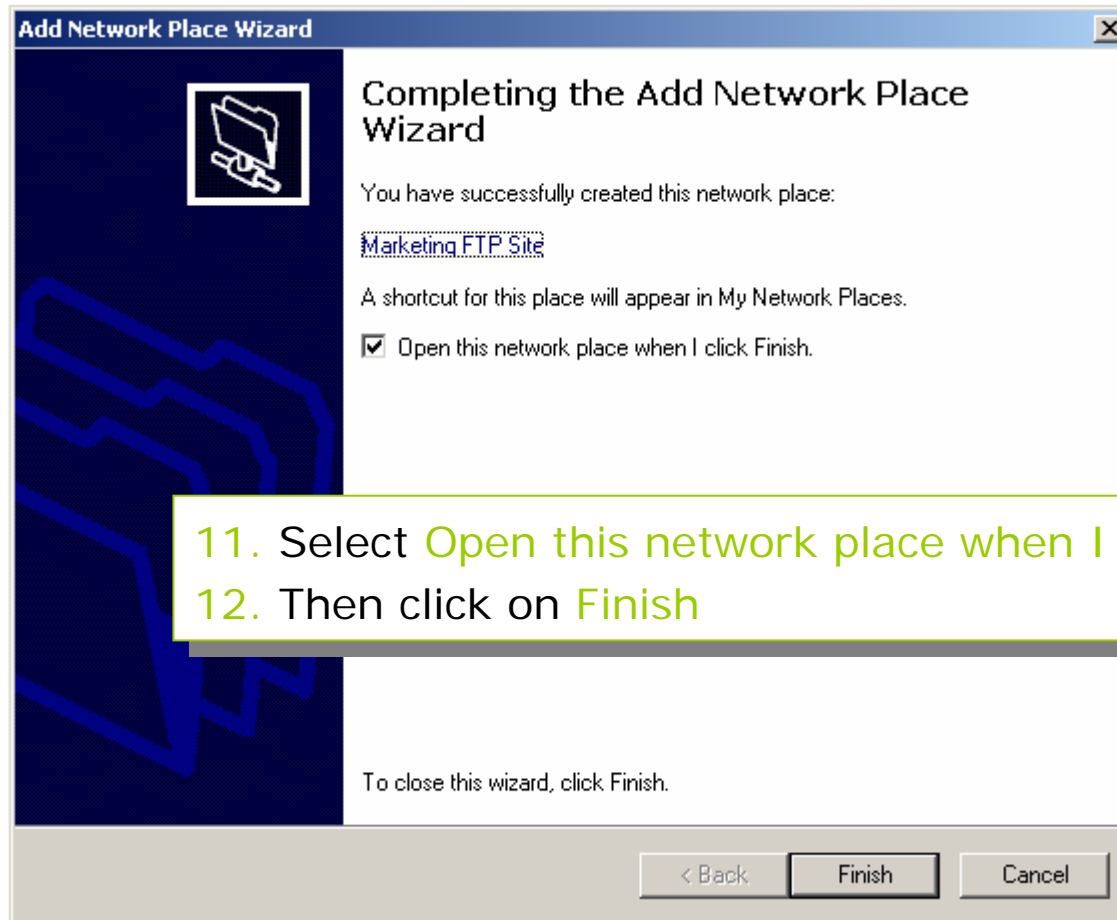 Add Network Place Wizard
Completing the Add Network Place
Wizard
You have successfully created this network place:
Marketing FTP Site
A shortcut for this place will appear in My Network Places.
Open this network place when I click Finish.
11. Select Open this network place when I
12. Then click on Finish
To close this wizard, click Finish.
< Back Finish Cancel